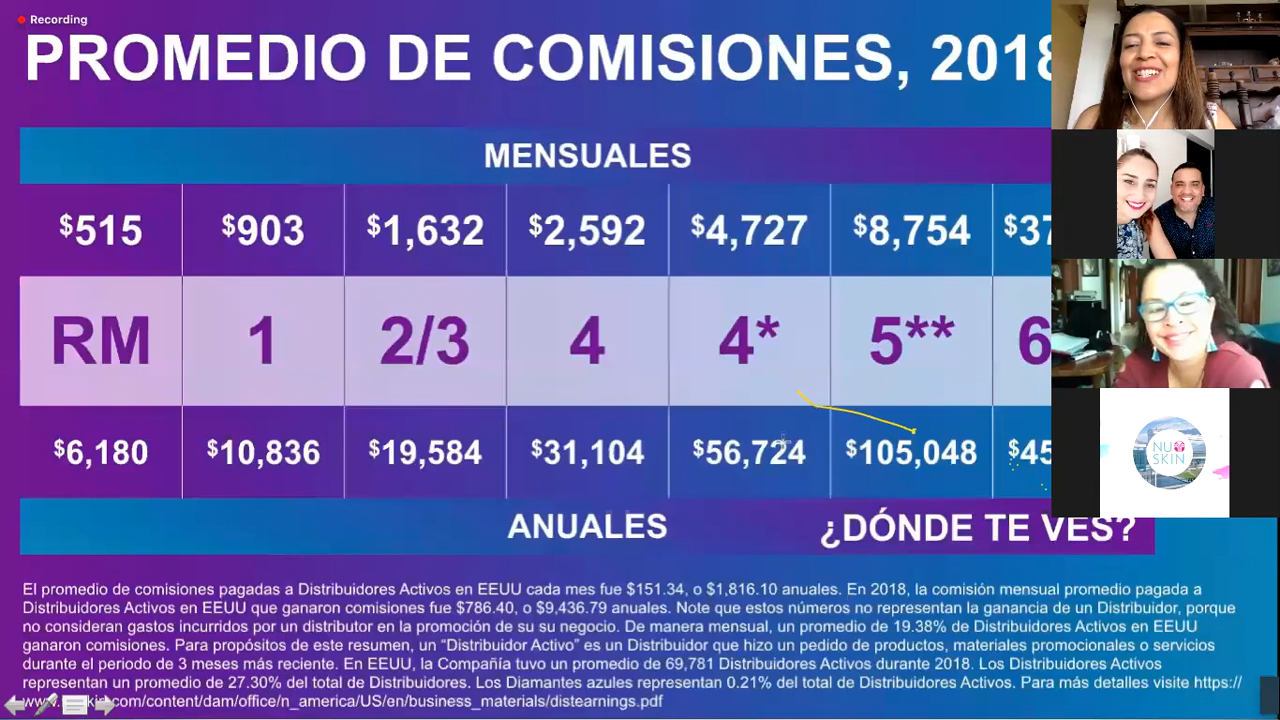 Recording
PROMEDIO DE COMISIONES, 2018
MENSUALES
$515 $903 $1,632 $2,592 $4,727 $8,754 $37
RM 1 2/3 4 4* 5** 6
$6,180 $10,836 $19,584 $31,104 $56,724 $105,048 $45
ANUALES ¿DÓNDE TE VES?
NU SKIN
El promedio de comisiones pagadas a Distribuidores Activos en EEUU cada mes fue $151.34, o $1,816.10 anuales. En 2018, la comisión mensual promedio pagada a
Distribuidores Activos en EEUU que ganaron comisiones fue $786.40, o $9,436.79 anuales. Note que estos números no representan la ganancia de un Distribuidor, porque
no consideran gastos incurridos por un distributor en la promoción de su su negocio. De manera mensual, un promedio de 19.38% de Distribuidores Activos en EEUU
ganaron comisiones. Para propósitos de este resumen, un “Distribuidor Activo” es un Distribuidor que hizo un pedido de productos, materiales promocionales o servicios
durante el periodo de 3 meses más reciente. En EEUU, la Compañía tuvo un promedio de 69,781 Distribuidores Activos durante 2018. Los Distribuidores Activos
representan un promedio de 27.30% del total de Distribuidores. Los Diamantes azules representan 0.21% del total de Distribuidores Activos. Para más detalles visite https://
.com/content/dam/office/n_america/US/en/business_materials/distearnings.pdf